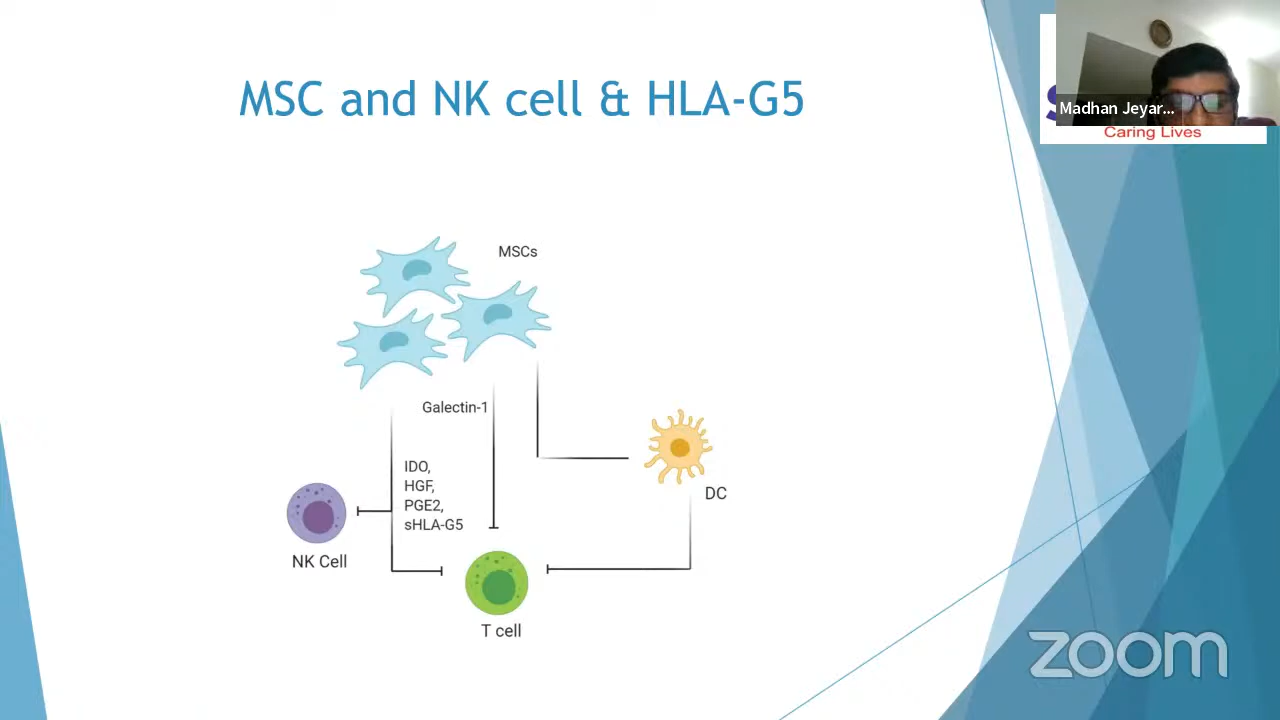 MSC and NK cell & HLA-G5
Madhan Jeyar...
Caring Lives
MSCs
Galectin-1
IDO,
HGF,
PGE2,
sHLA-G5
DC
NK Cell
T cell
zoom